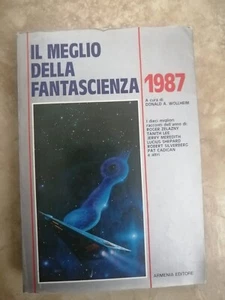 IL MEGLIO
DELLA
FANTASCIENZA
1987
A cura di
DONALD A. WOLLHEIM
I dieci migliori
racconti dell'anno di:
ROGER ZELAZNY
TANITH LEE
JERRY MEREDITH
LUCIUS SHEPARD
ROBERT SILVERBERG
PAT CADIGAN
e altri
ARMENIA EDITORE